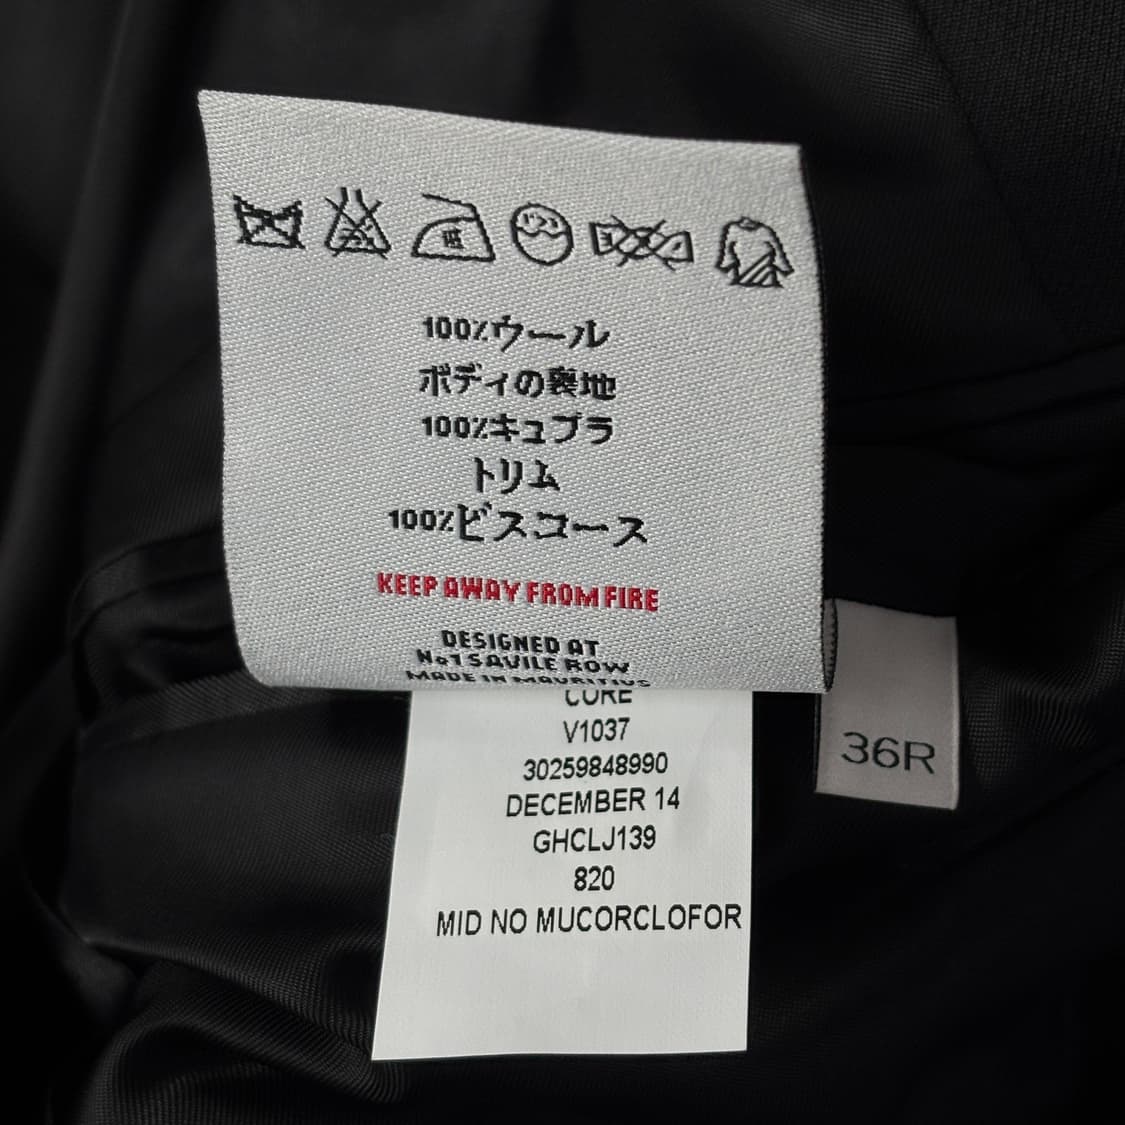 100%ウール
ボディの裏地
100%キュプラ
トリム
100%ビスコース
KEEP AWAY FROM FIRE
DESIGNED AT
No1 SAVILE ROW
MADE IN MAURITIUS
CORE
V1037
30259848990
DECEMBER 14
GHCLJ139
820
MID NO MUCORCLOFOR
36R